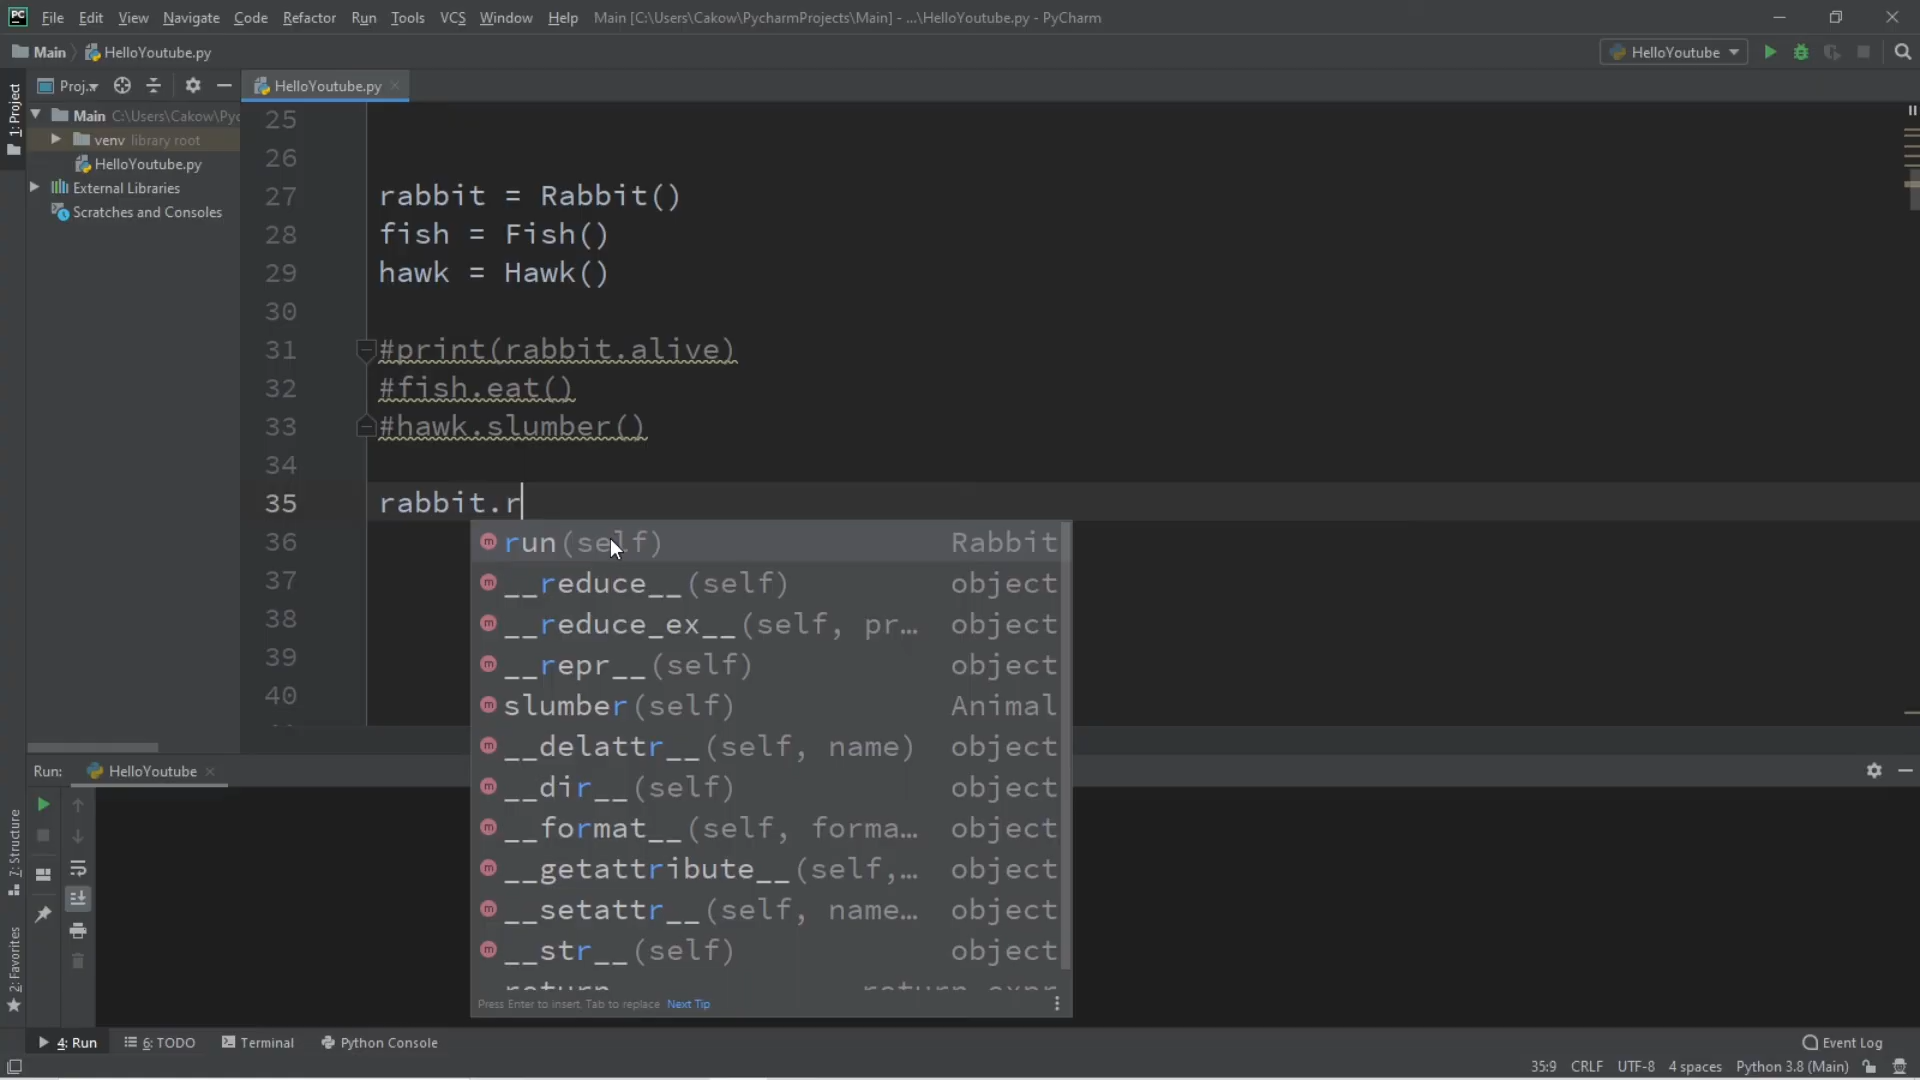 PC File Edit View Navigate Code Refactor Run Tools VCS Window Help Main [C:\Users\Cakow\PycharmProjects\Main] - ...\HelloYoutube.py - PyCharm
Main HelloYoutube.py HelloYoutube
1: Project
Proj..
HelloYoutube.py
Main C:\Users\Cakow\Pyc
venv library root
HelloYoutube.py
External Libraries
Scratches and Consoles
25
26
27 rabbit = Rabbit()
28 fish = Fish()
29 hawk = Hawk()
30
31 #print(rabbit.alive)
32 #fish.eat()
33 #hawk.slumber()
34
35 rabbit.r
36
37
38
39
40
run(self) Rabbit
__reduce__(self) object
__reduce_ex__(self, pr… object
__repr__(self) object
slumber(self) Animal
__delattr__(self, name) object
__dir__(self) object
__format__(self, forma… object
__getattribute__(self,… object
__setattr__(self, name… object
__str__(self) object
return return expr
Press Enter to insert, Tab to replace Next Tip
Run: HelloYoutube
7: Structure
2: Favorites
4: Run 6: TODO Terminal Python Console Event Log
35:9 CRLF UTF-8 4 spaces Python 3.8 (Main)